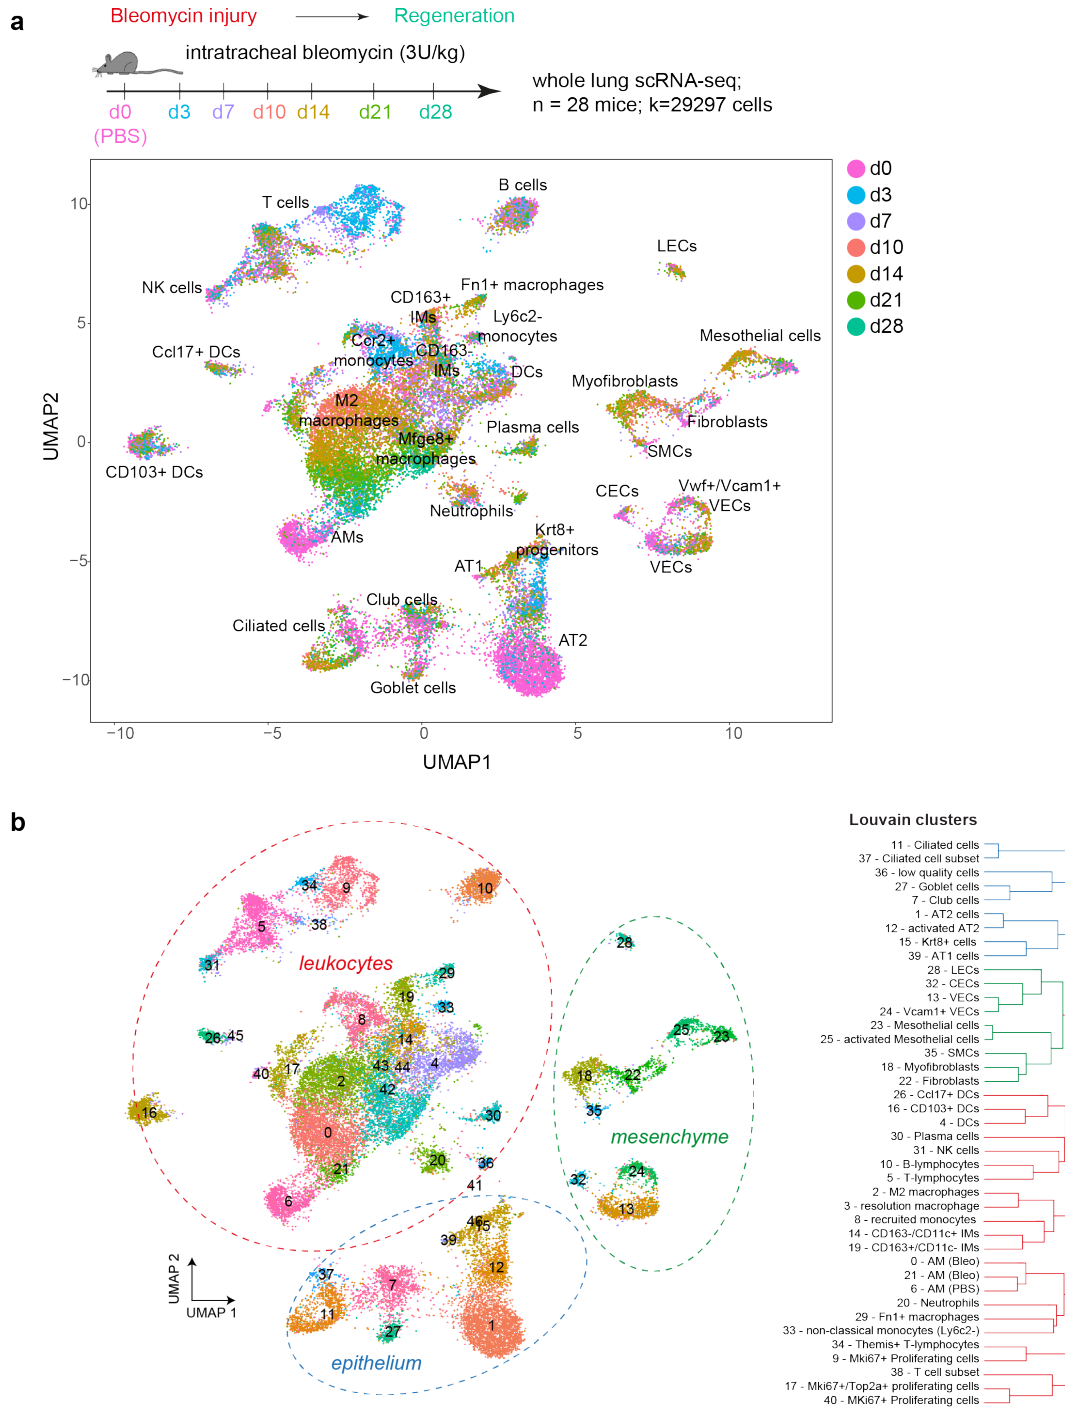 a
Bleomycin injury
Regeneration
intratracheal bleomycin (3U/kg)
d0
d3
d7
d10
d14
d21
d28
(PBS)
whole lung scRNA-seq;
n = 28 mice; k=29297 cells
T cells
B cells
LECs
NK cells
Fn1+ macrophages
CD163+
IMs
Ly6c2-
monocytes
Ccr2+
monocytes
CD163-
IMs
Ccl17+ DCs
DCs
Mesothelial cells
Myofibroblasts
Fibroblasts
SMCs
M2
macrophages
Mfge8+
macrophages
Plasma cells
CD103+ DCs
Neutrophils
CECs
Vwf+/Vcam1+
VECs
VECs
AMs
Krt8+
progenitors
AT1
AT2
Club cells
Ciliated cells
Goblet cells
10
5
0
−5
−10
UMAP2
−10
−5
0
5
10
UMAP1
d0
d3
d7
d10
d14
d21
d28
b
leukocytes
mesenchyme
epithelium
34
9
10
5
38
31
28
29
19
33
8
14
26
45
25
23
17
40
2
43
44
4
42
18
22
35
16
0
30
21
20
36
41
6
24
32
13
46
15
39
12
37
7
11
27
1
UMAP 2
UMAP 1
Louvain clusters
11 - Ciliated cells
37 - Ciliated cell subset
36 - low quality cells
27 - Goblet cells
7 - Club cells
1 - AT2 cells
12 - activated AT2
15 - Krt8+ cells
39 - AT1 cells
28 - LECs
32 - CECs
13 - VECs
24 - Vcam1+ VECs
23 - Mesothelial cells
25 - activated Mesothelial cells
35 - SMCs
18 - Myofibroblasts
22 - Fibroblasts
26 - Ccl17+ DCs
16 - CD103+ DCs
4 - DCs
30 - Plasma cells
31 - NK cells
10 - B-lymphocytes
5 - T-lymphocytes
2 - M2 macrophages
3 - resolution macrophage
8 - recruited monocytes
14 - CD163-/CD11c+ IMs
19 - CD163+/CD11c- IMs
0 - AM (Bleo)
21 - AM (Bleo)
6 - AM (PBS)
20 - Neutrophils
29 - Fn1+ macrophages
33 - non-classical monocytes (Ly6c2-)
34 - Themis+ T-lymphocytes
9 - Mki67+ Proliferating cells
38 - T cell subset
17 - Mki67+/Top2a+ proliferating cells
40 - MKi67+ Proliferating cells